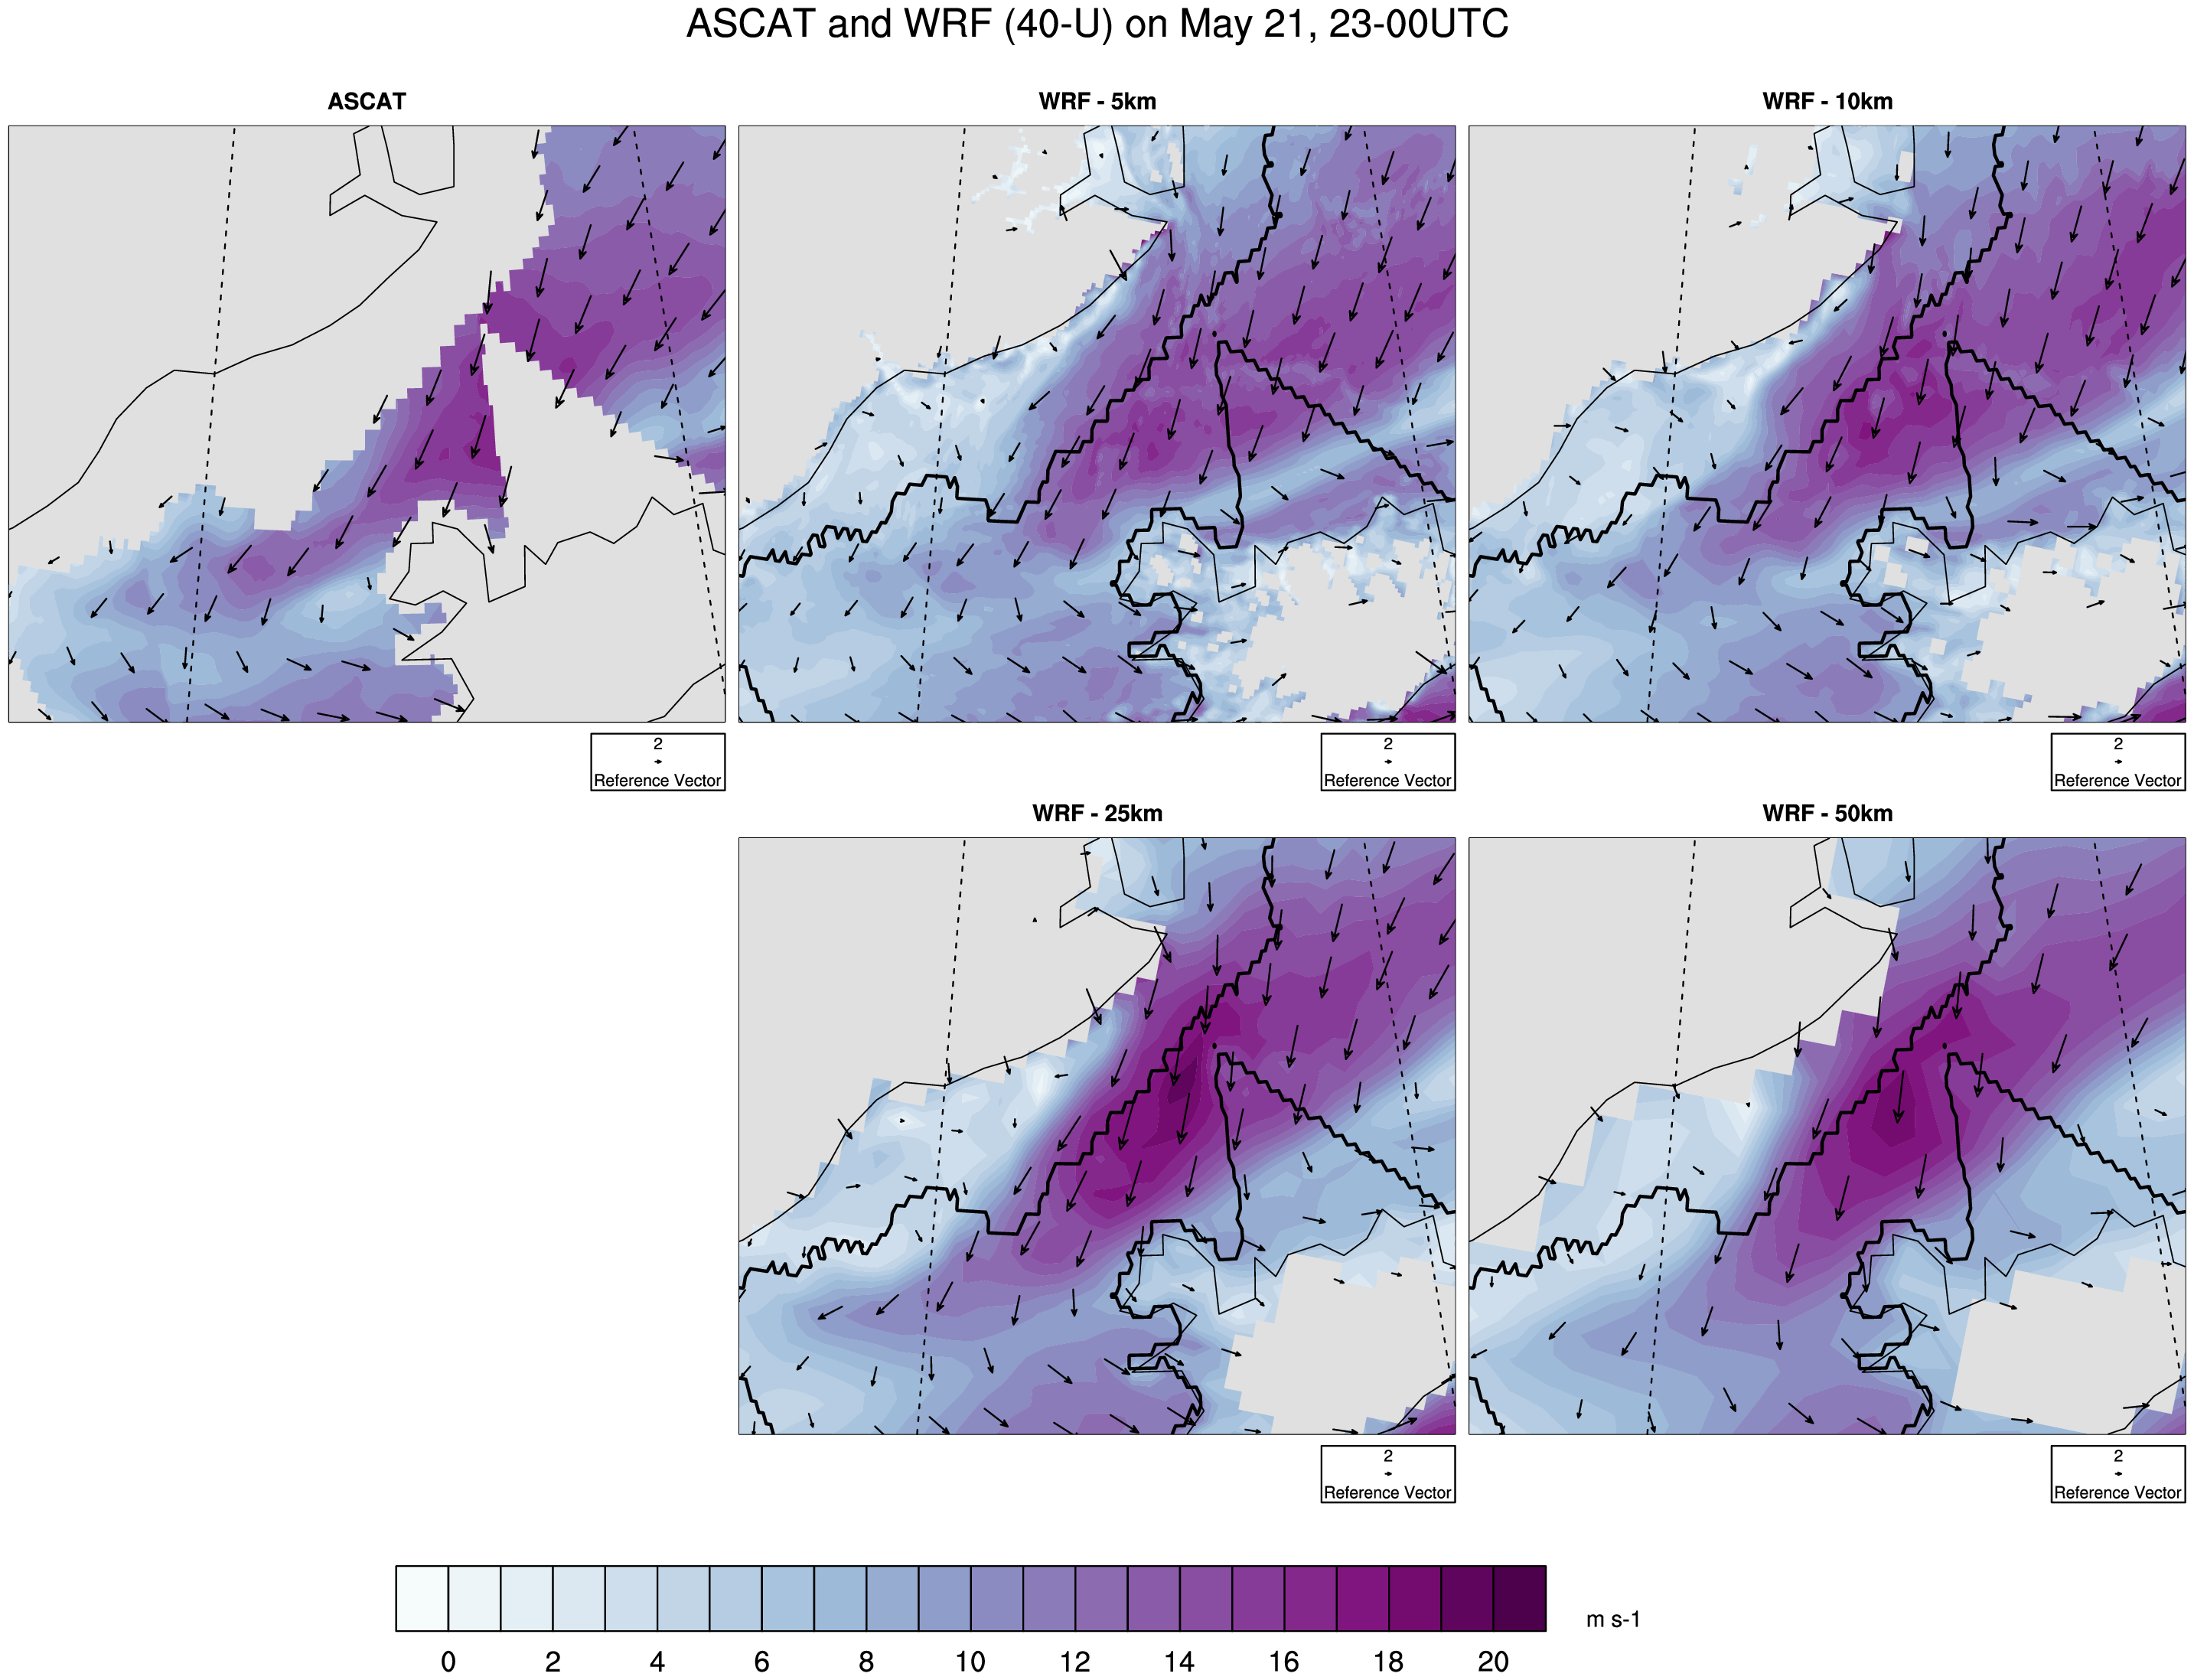 ASCAT and WRF (40-U) on May 21, 23-00UTC
ASCAT
WRF - 5km
WRF - 10km
2
Reference Vector
2
Reference Vector
2
Reference Vector
WRF - 25km
WRF - 50km
2
Reference Vector
2
Reference Vector
m s-1
0 2 4 6 8 10 12 14 16 18 20